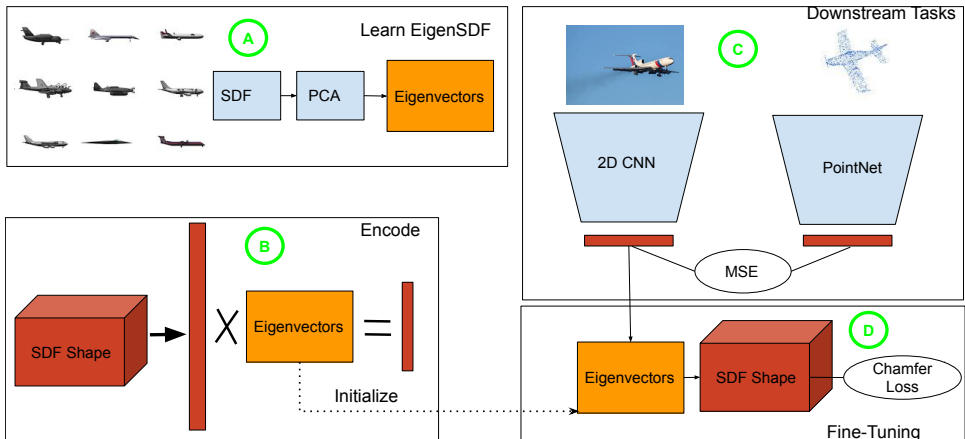 Learn EigenSDF
A
SDF
PCA
Eigenvectors
Encode
B
SDF Shape
Eigenvectors
Initialize
Downstream Tasks
C
2D CNN
PointNet
MSE
D
Eigenvectors
SDF Shape
Chamfer
Loss
Fine-Tuning